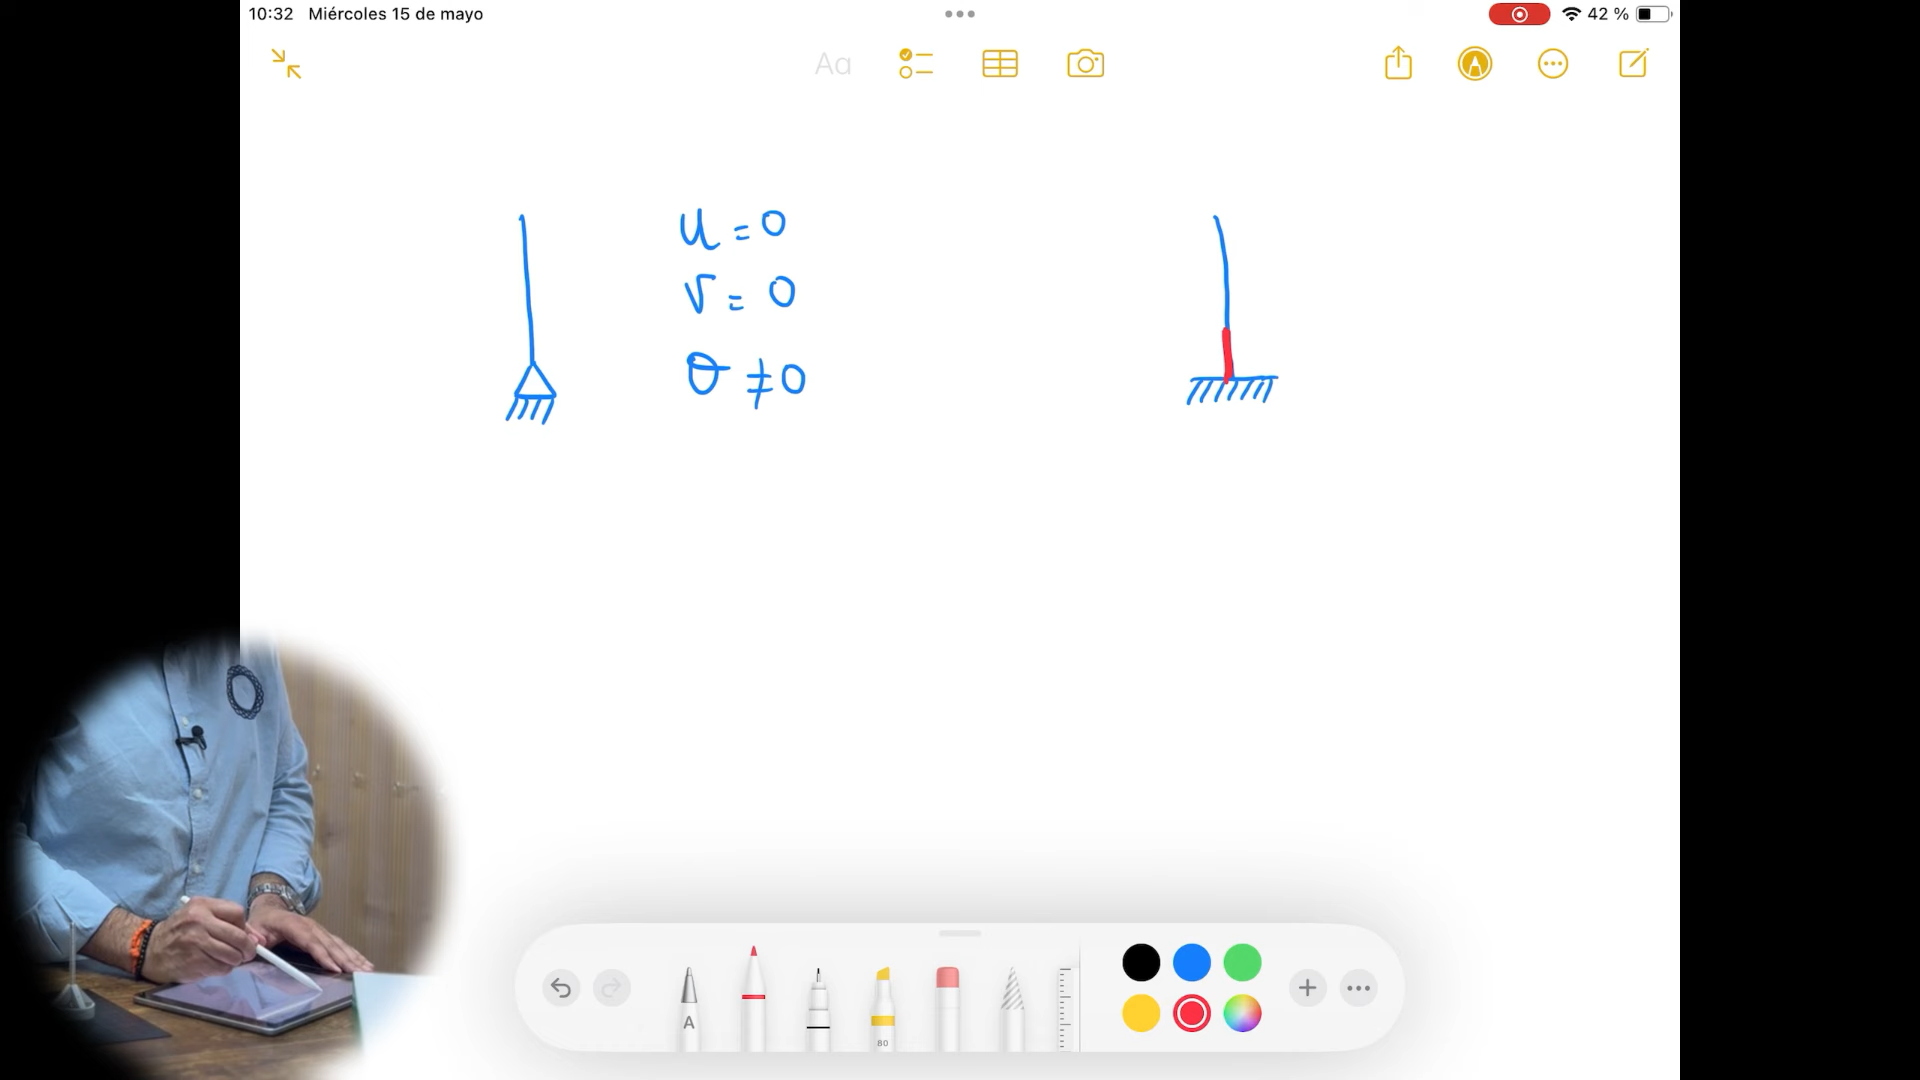 10:32 Miércoles 15 de mayo
42 %
Aa
u = 0
v = 0
θ ≠ 0
A
80